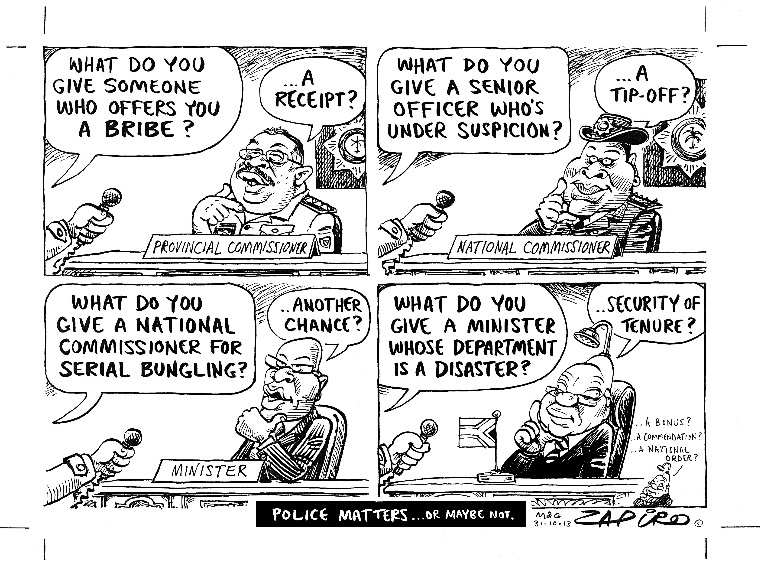 WHAT DO YOU
GIVE SOMEONE
WHO OFFERS YOU
A BRIBE?
...A
RECEIPT?
PROVINCIAL COMMISSIONER
WHAT DO YOU
GIVE A SENIOR
OFFICER WHO'S
UNDER SUSPICION?
...A
TIP-OFF?
NATIONAL COMMISSIONER
WHAT DO YOU
GIVE A NATIONAL
COMMISSIONER FOR
SERIAL BUNGLING?
..ANOTHER
CHANCE?
MINISTER
WHAT DO YOU
GIVE A MINISTER
WHOSE DEPARTMENT
IS A DISASTER?
..SECURITY OF
TENURE?
...A BONUS?
..A COMMENDATION?
...A NATIONAL
ORDER?
POLICE MATTERS...OR MAYBE NOT.
M&G
31-10-13
ZAPIRO ©